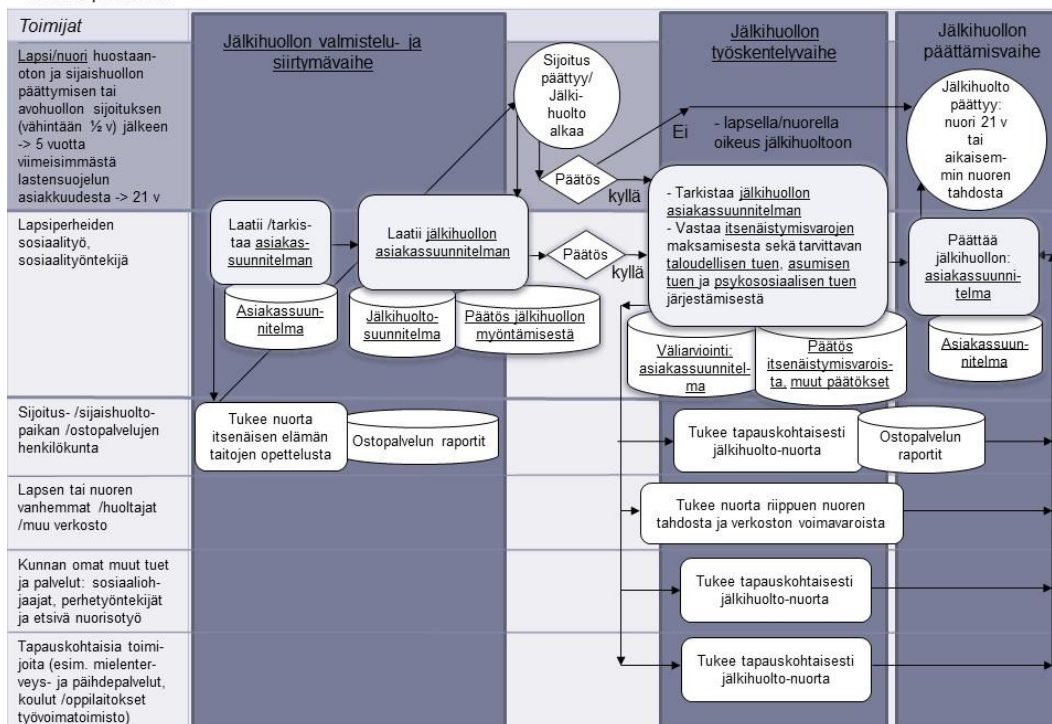 Toimijat
Jälkihuollon valmistelu- ja
siirtymävaihe
Jälkihuollon
työskentelyvaihe
Jälkihuollon
päättämisvaihe
Lapsi/nuori huostaan-
oton ja sijaishuollon
päättymisen tai
avohuollon sijoituksen
(vähintään ½ v) jälkeen
-> 5 vuotta
viimeisimmästä
lastensuojelun
asiakkuudesta -> 21 v
Sijoitus
päättyy/
Jälki-
huolto
alkaa
Päätös
kyllä
Ei
- lapsella/nuorella
oikeus jälkihuoltoon
Jälkihuolto
päättyy:
nuori 21 v
tai
aikaisem-
min nuoren
tahdosta
Lapsiperheiden
sosiaalityö,
sosiaalityöntekijä
Laatii /tarkis-
taa asiakas-
suunnitelman
Asiakassuun-
nitelma
Laatii jälkihuollon
asiakassuunnitelman
Jälkihuolto-
suunnitelma
Päätös jälkihuollon
myöntämisestä
Päätös
kyllä
- Tarkistaa jälkihuollon
asiakassuunnitelman
- Vastaa itsenäistymisvarojen
maksamisesta sekä tarvittavan
taloudellisen tuen, asumisen
tuen ja psykososiaalisen tuen
järjestämisestä
Väliarviointi:
asiakassuunnitel-
ma
Päätös
itsenäistymisvarois-
ta, muut päätökset
Päättää
jälkihuollon:
asiakassuunni-
telma
Asiakassuun-
nitelma
Sijoitus- /sijaishuolto-
paikan /ostopalvelujen
henkilökunta
Tukee nuorta
itsenäisen elämän
taitojen opettelusta
Ostopalvelun raportit
Tukee tapauskohtaisesti
jälkihuolto-nuorta
Ostopalvelun
raportit
Lapsen tai nuoren
vanhemmat /huoltajat
/muu verkosto
Tukee nuorta riippuen nuoren
tahdosta ja verkoston voimavaroista
Kunnan omat muut tuet
ja palvelut: sosiaalioh-
jaajat, perhetyöntekijät
ja etsivä nuorisotyö
Tukee tapauskohtaisesti
jälkihuolto-nuorta
Tapauskohtaisia toimi-
joita (esim. mielenter-
veys- ja päihdepalvelut,
koulut /oppilaitokset
työvoimatoimisto)
Tukee tapauskohtaisesti
jälkihuolto-nuorta